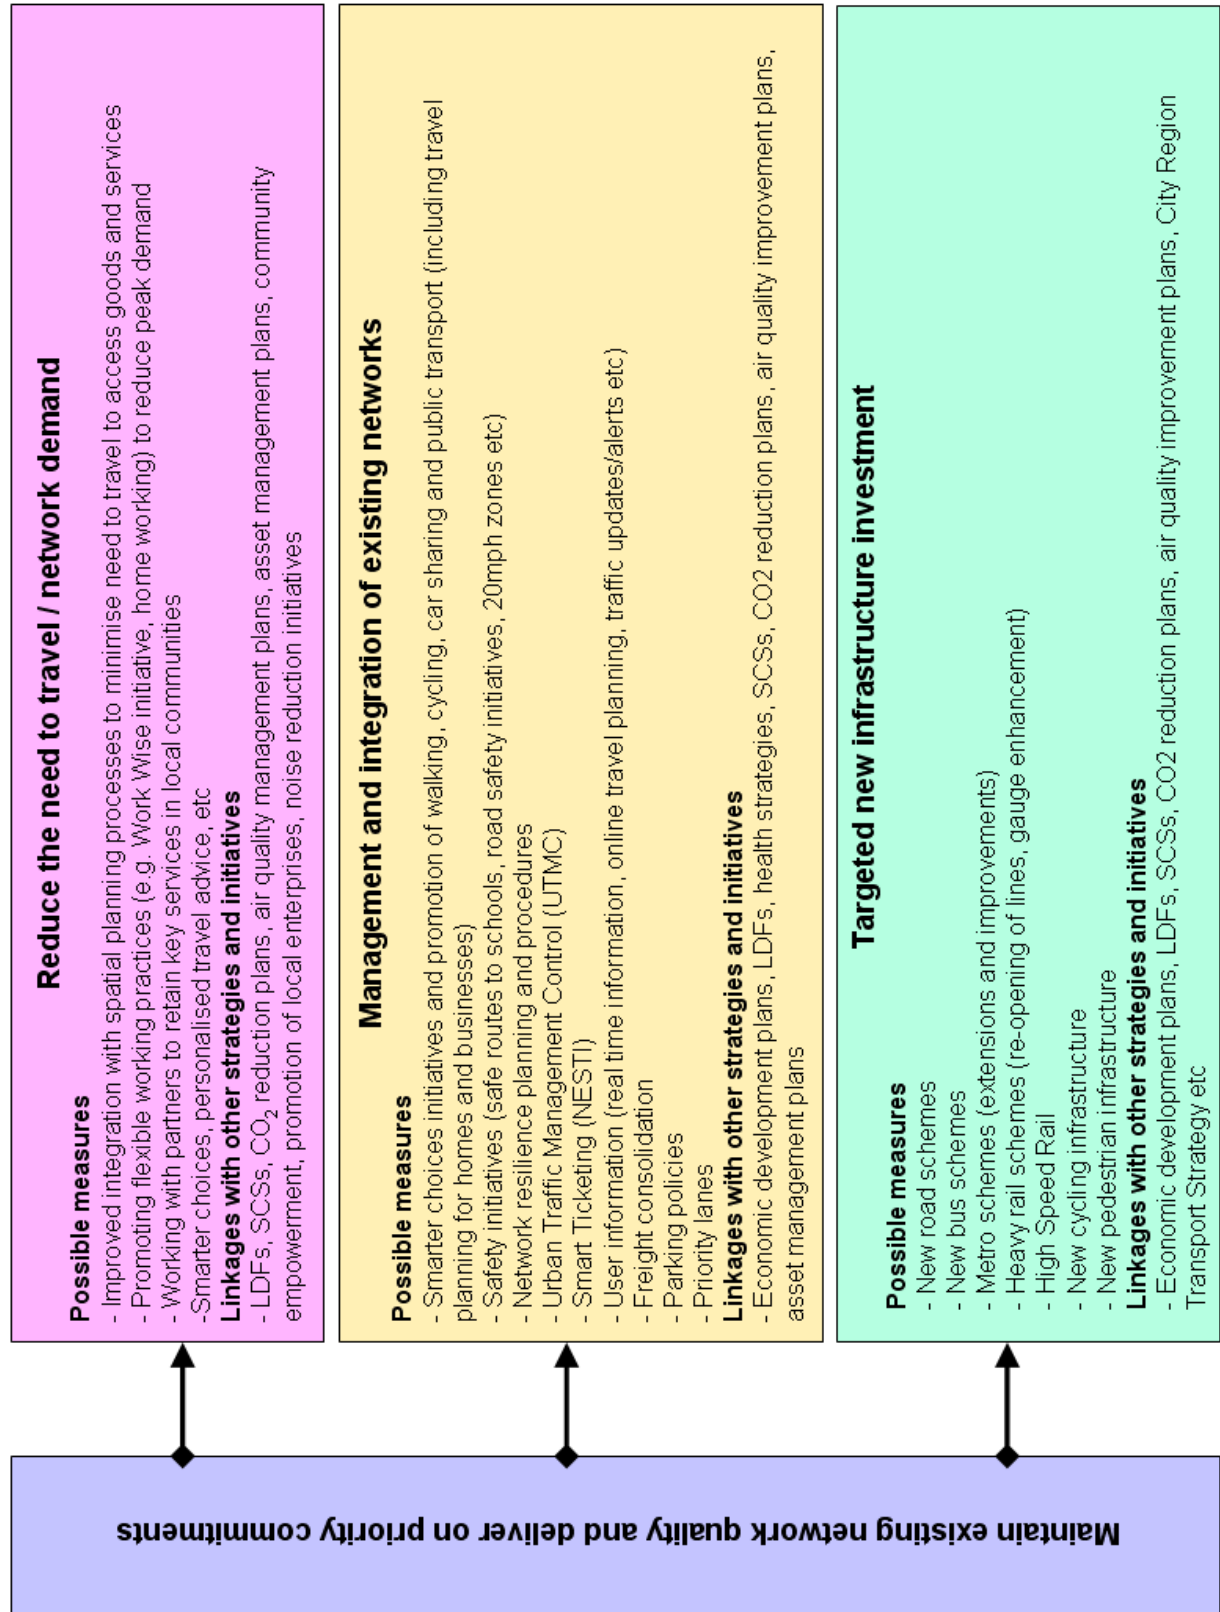 Maintain existing network quality and deliver on priority commitments
Reduce the need to travel / network demand
Possible measures
- Improved integration with spatial planning processes to minimise need to travel to access goods and services
- Promoting flexible working practices (e.g. Work Wise initiative, home working) to reduce peak demand
- Working with partners to retain key services in local communities
-Smarter choices, personalised travel advice, etc
Linkages with other strategies and initiatives
- LDFs, SCSs, CO₂ reduction plans, air quality management plans, asset management plans, community
empowerment, promotion of local enterprises, noise reduction initiatives
Management and integration of existing networks
Possible measures
- Smarter choices initiatives and promotion of walking, cycling, car sharing and public transport (including travel
planning for homes and businesses)
- Safety initiatives (safe routes to schools, road safety initiatives, 20mph zones etc)
- Network resilience planning and procedures
- Urban Traffic Management Control (UTMC)
- Smart Ticketing (NESTI)
- User information (real time information, online travel planning, traffic updates/alerts etc)
- Freight consolidation
- Parking policies
- Priority lanes
Linkages with other strategies and initiatives
- Economic development plans, LDFs, health strategies, SCSs, CO2 reduction plans, air quality improvement plans,
asset management plans
Targeted new infrastructure investment
Possible measures
- New road schemes
- New bus schemes
- Metro schemes (extensions and improvements)
- Heavy rail schemes (re-opening of lines, gauge enhancement)
- High Speed Rail
- New cycling infrastructure
- New pedestrian infrastructure
Linkages with other strategies and initiatives
- Economic development plans, LDFs, SCSs, CO2 reduction plans, air quality improvement plans, City Region
Transport Strategy etc